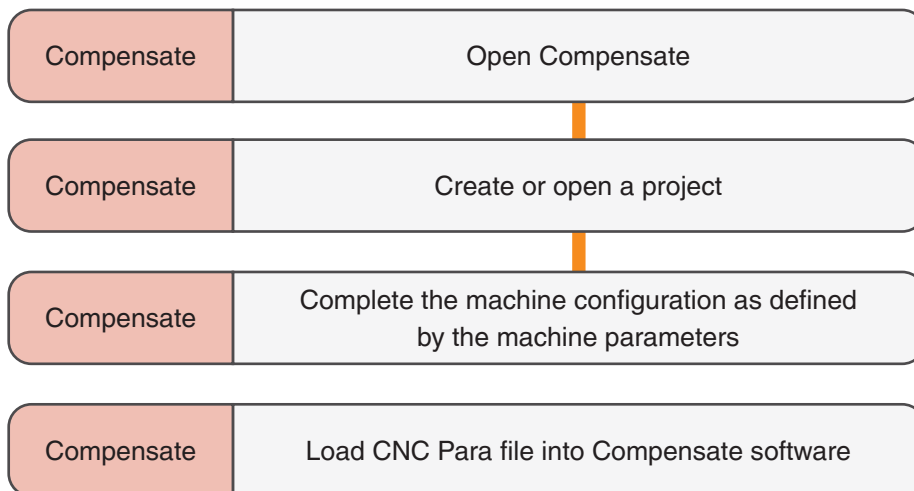 Compensate
Open Compensate
Compensate
Create or open a project
Compensate
Complete the machine configuration as defined
by the machine parameters
Compensate
Load CNC Para file into Compensate software